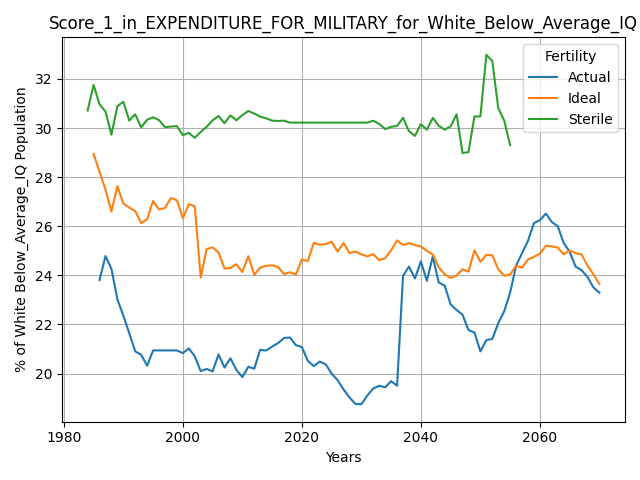 Score_1_in_EXPENDITURE_FOR_MILITARY_for_White_Below_Average_IQ
% of White Below_Average_IQ Population
32
30
28
26
24
22
20
1980
2000
2020
2040
2060
Years
Fertility
Actual
Ideal
Sterile